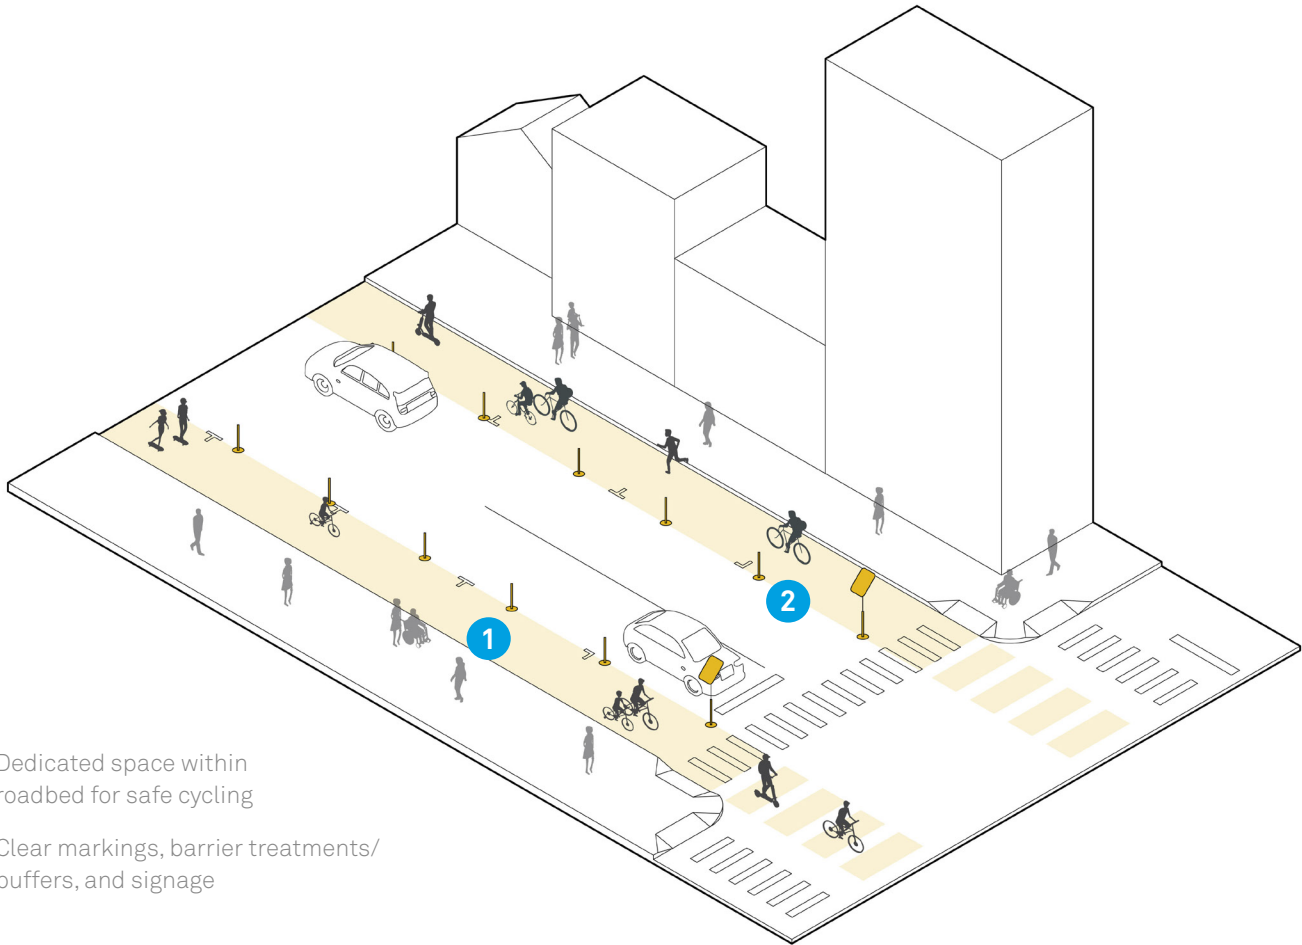 2
1
Dedicated space within
roadbed for safe cycling
Clear markings, barrier treatments/
buffers, and signage